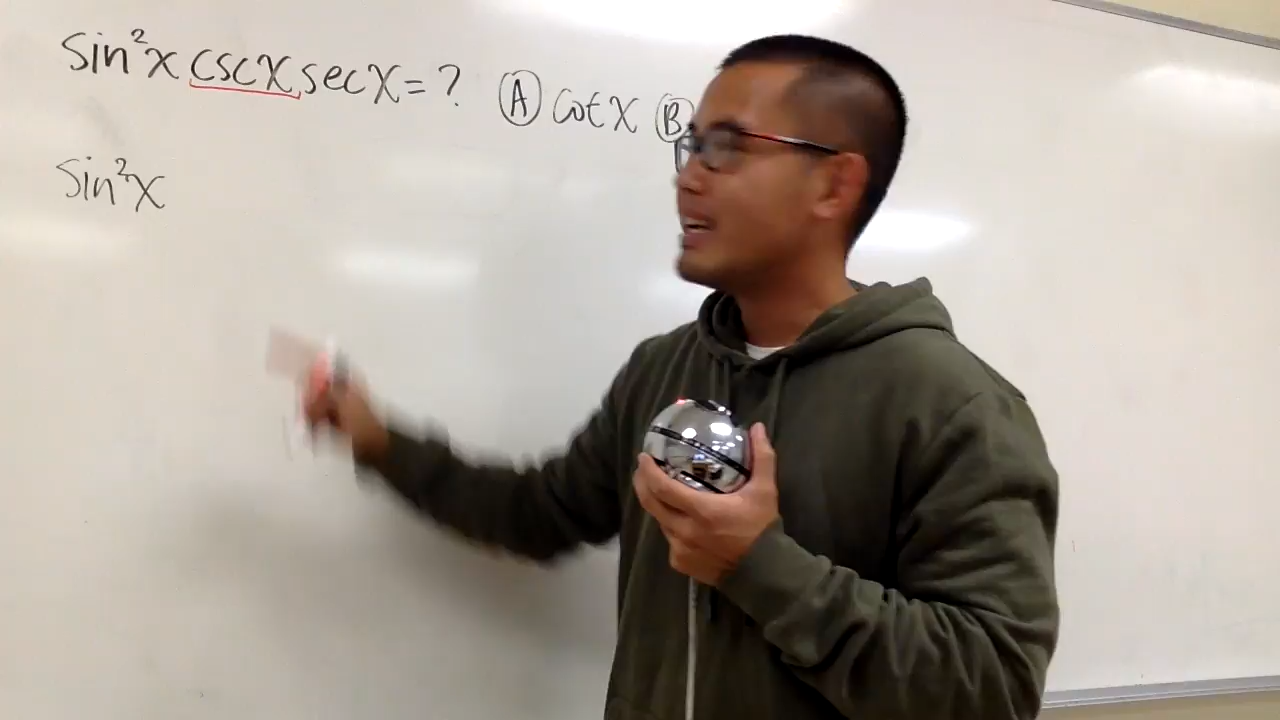 sin²x cscx secx = ? Ⓐ cotx Ⓑ
sin²x